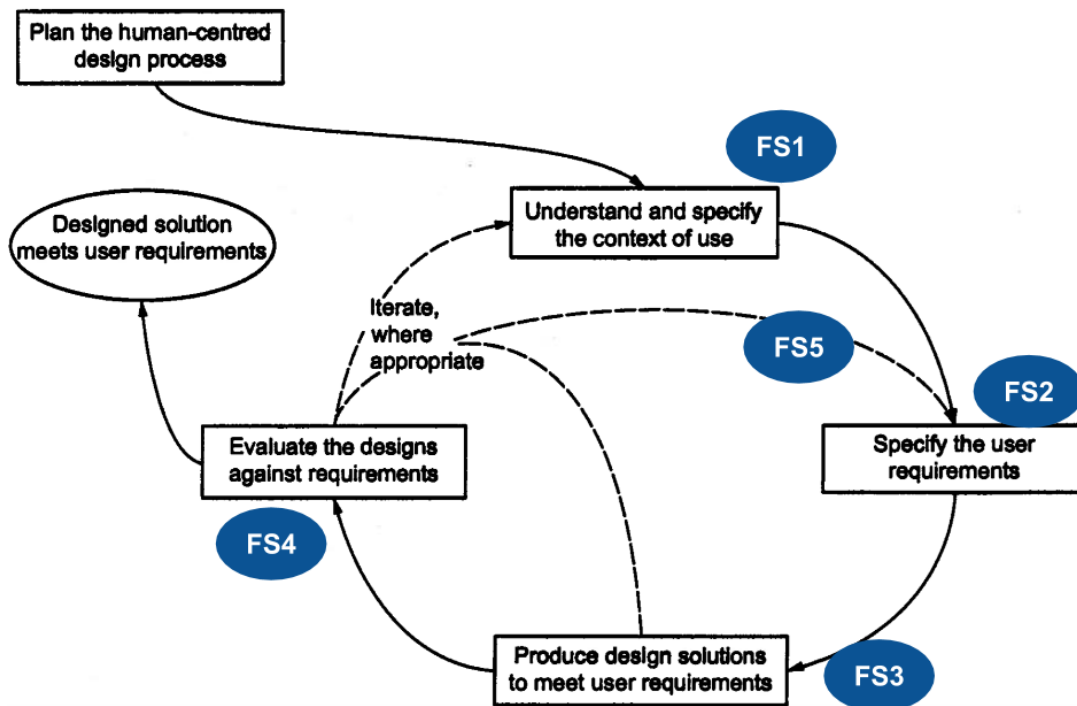 Plan the human-centred
design process
FS1
Understand and specify
the context of use
Designed solution
meets user requirements
Iterate,
where
appropriate
FS5
FS2
Evaluate the designs
against requirements
Specify the user
requirements
FS4
Produce design solutions
to meet user requirements
FS3